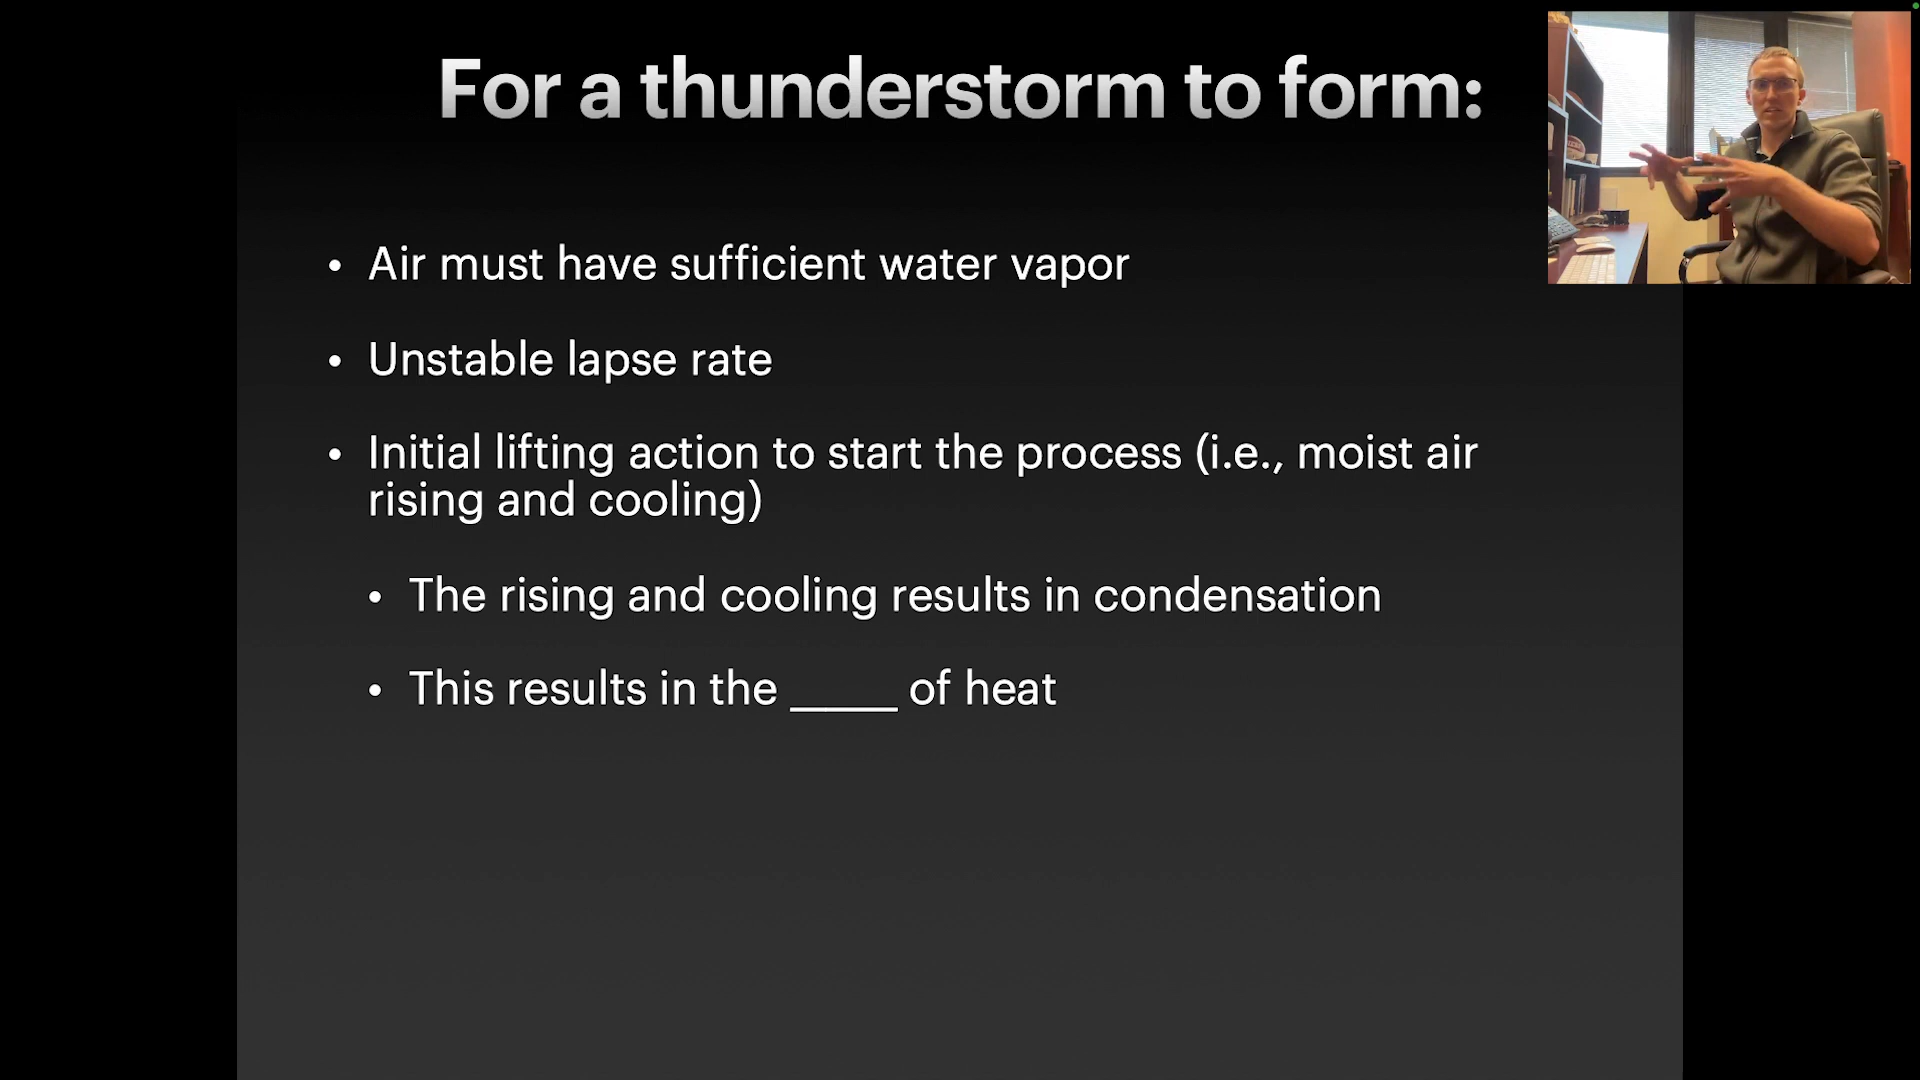 For a thunderstorm to form:
• Air must have sufficient water vapor
• Unstable lapse rate
• Initial lifting action to start the process (i.e., moist air
rising and cooling)
• The rising and cooling results in condensation
• This results in the _____ of heat